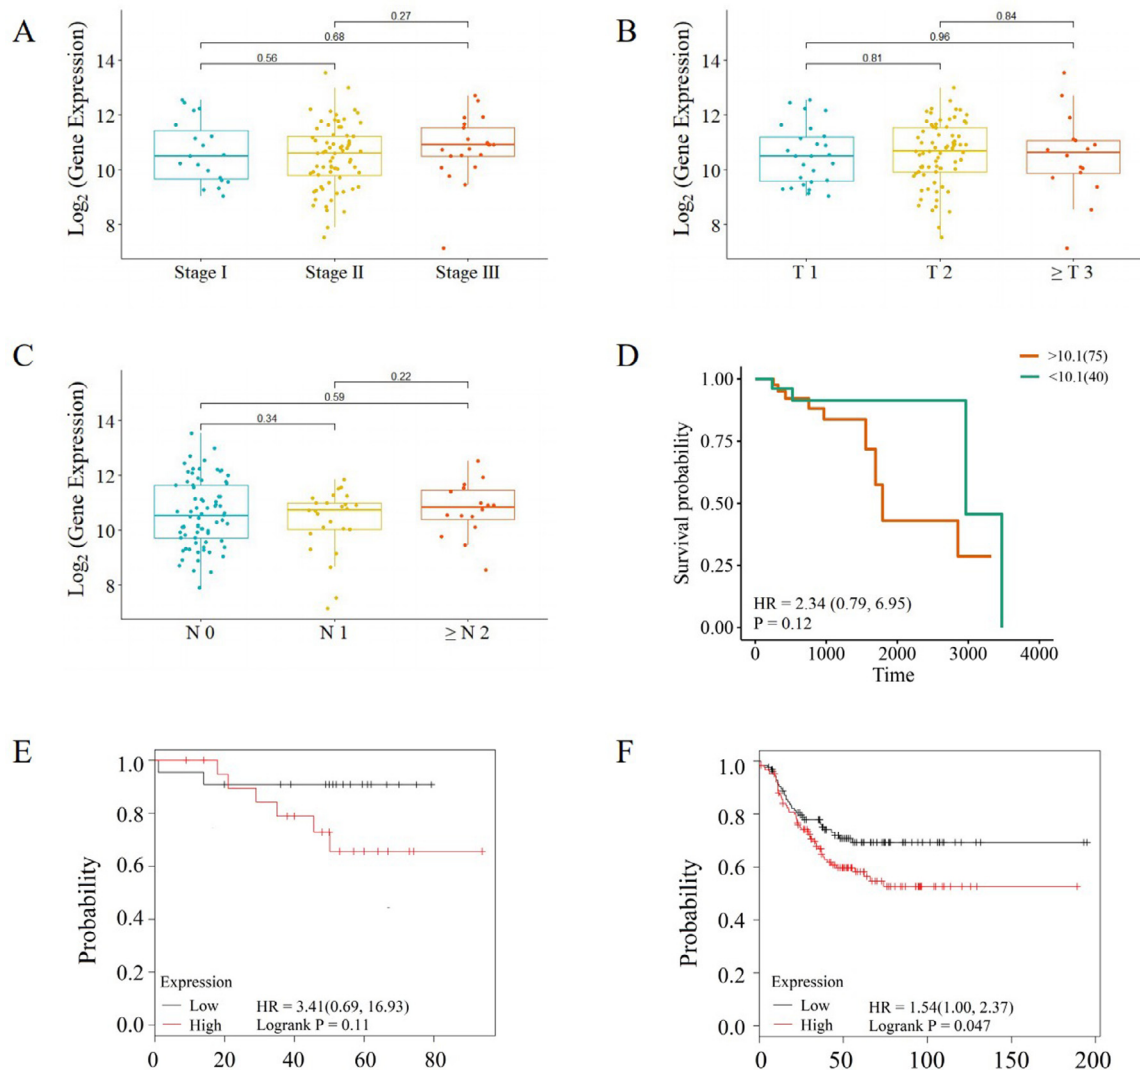 A
0.27
0.68
0.56
14
12
10
8
Log2 (Gene Expression)
Stage I Stage II Stage III
B
0.84
0.96
0.81
14
12
10
8
Log2 (Gene Expression)
T 1 T 2 ≥ T 3
C
0.22
0.59
0.34
14
12
10
8
Log2 (Gene Expression)
N 0 N 1 ≥ N 2
D
>10.1(75)
<10.1(40)
1.00
0.75
0.50
0.25
0.00
Survival probability
HR = 2.34 (0.79, 6.95)
P = 0.12
0 1000 2000 3000 4000
Time
E
1.0
0.8
0.6
0.4
0.2
0.0
Probability
Expression
Low HR = 3.41(0.69, 16.93)
High Logrank P = 0.11
0 20 40 60 80
F
1.0
0.8
0.6
0.4
0.2
0.0
Probability
Expression
Low HR = 1.54(1.00, 2.37)
High Logrank P = 0.047
0 50 100 150 200